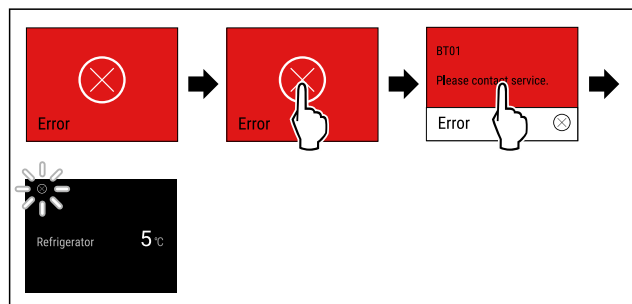 Error
Error
BT01
Please contact service.
Error
Refrigerator 5 °C